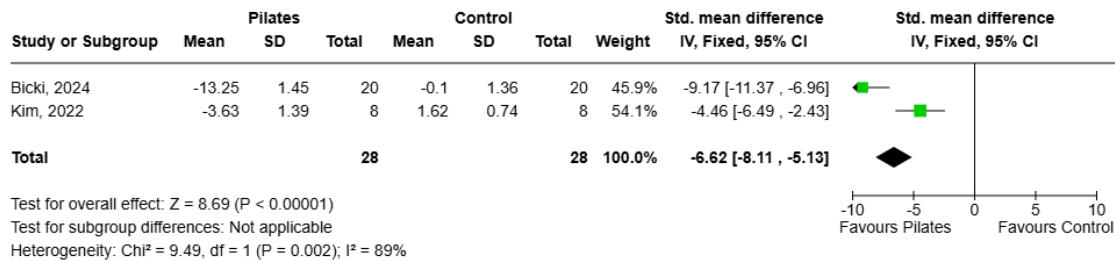 Pilates Control Std. mean difference Std. mean difference
Study or Subgroup Mean SD Total Mean SD Total Weight IV, Fixed, 95% CI IV, Fixed, 95% CI
Bicki, 2024 -13.25 1.45 20 -0.1 1.36 20 45.9% -9.17 [-11.37 , -6.96]
Kim, 2022 -3.63 1.39 8 1.62 0.74 8 54.1% -4.46 [-6.49 , -2.43]
Total 28 28 100.0% -6.62 [-8.11 , -5.13]
Test for overall effect: Z = 8.69 (P < 0.00001)
Test for subgroup differences: Not applicable
Heterogeneity: Chi² = 9.49, df = 1 (P = 0.002); I² = 89%
-10 -5 0 5 10
Favours Pilates Favours Control